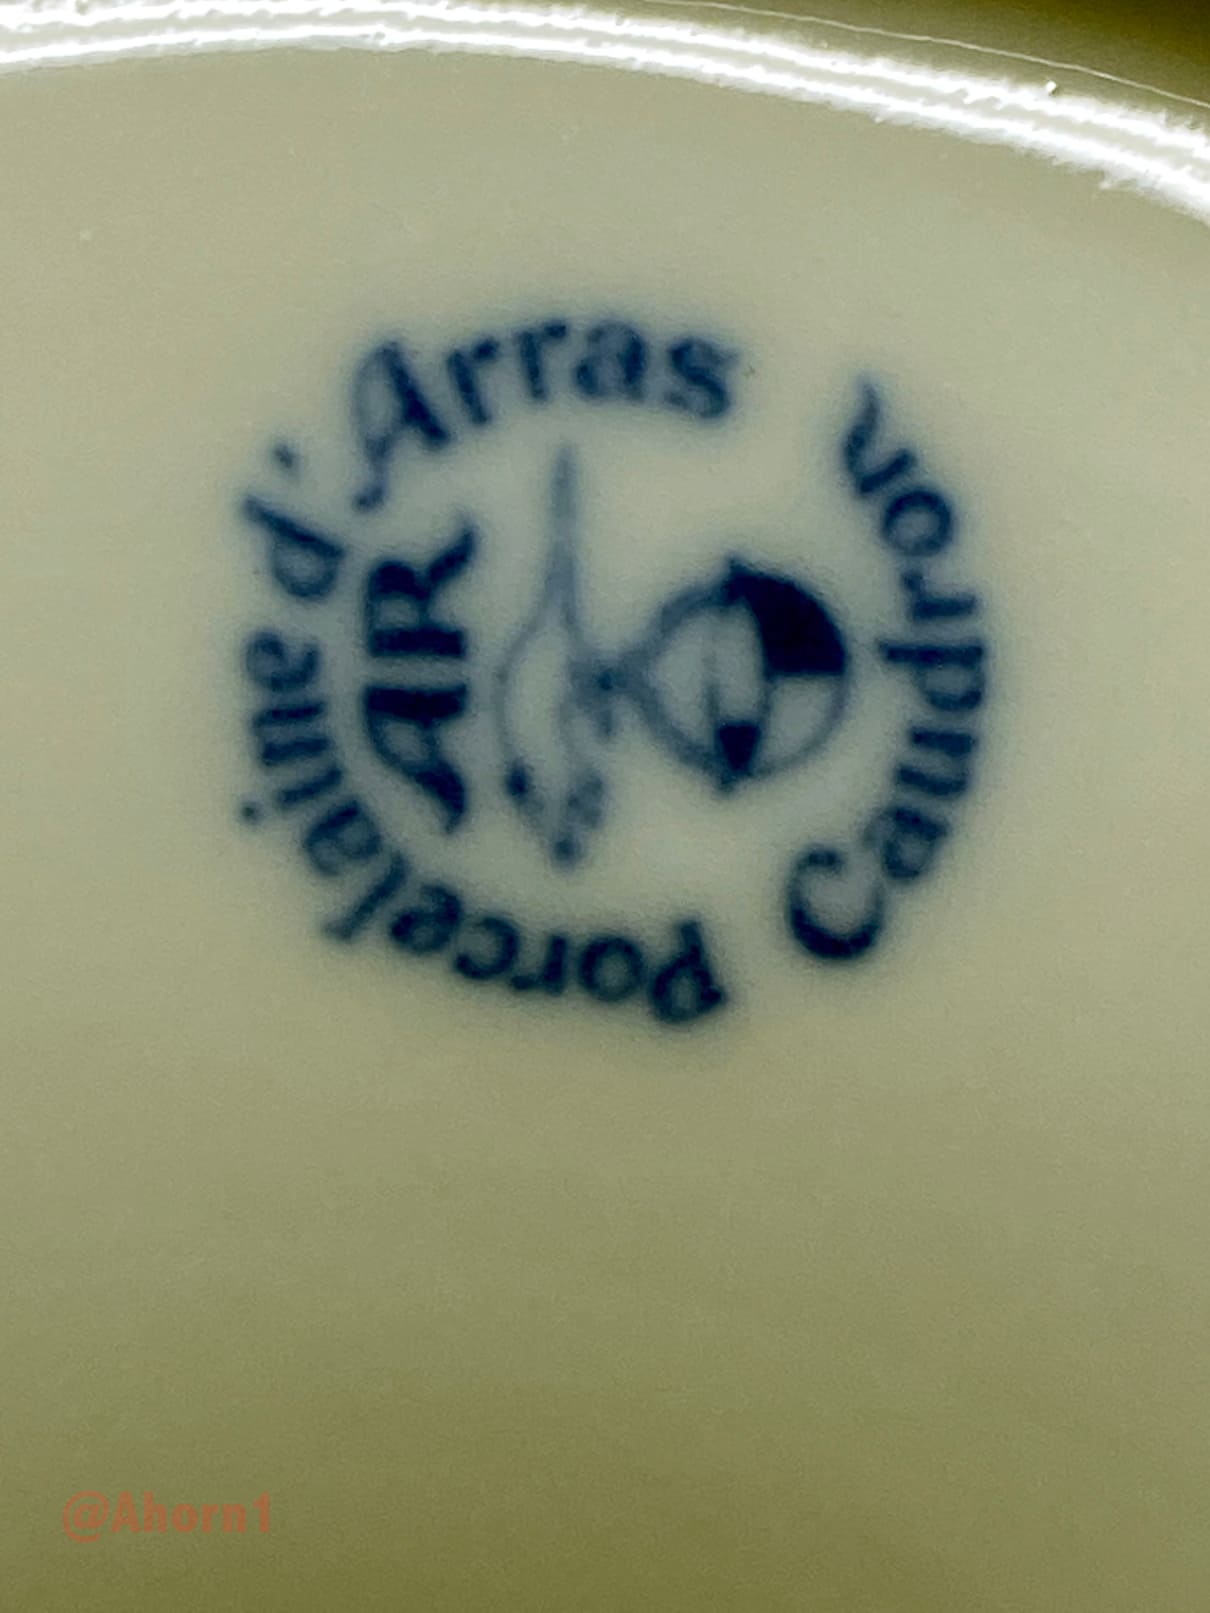 Porcelaine d'Arras
AR
Caudron
@Ahorn1